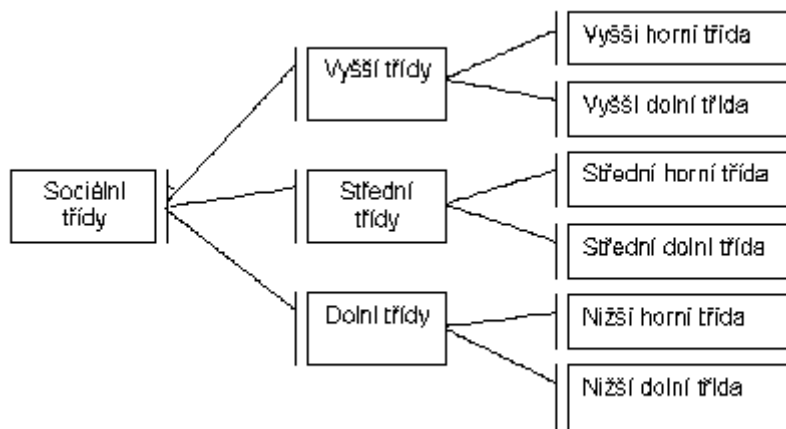 Sociální
třídy
Vyšší třídy
Střední
třídy
Dolní třídy
Vyšší horní třída
Vyšší dolní třída
Střední horní třída
Střední dolní třída
Nižší horní třída
Nižší dolní třída